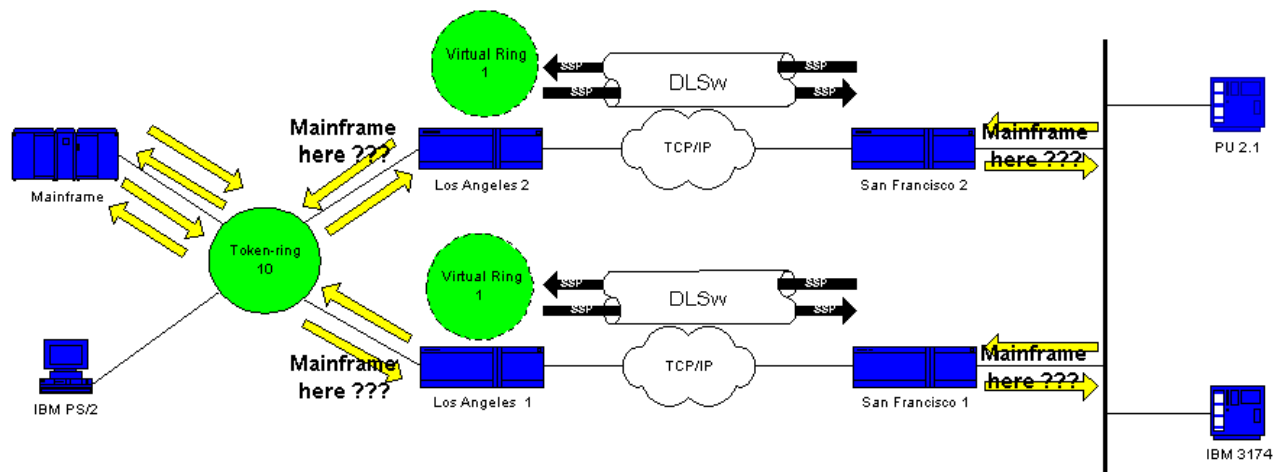 Virtual Ring
1
SSP
SSP
DLSw
SSP
SSP
Mainframe
here ???
TCP/IP
Mainframe
here ???
Mainframe
Los Angeles 2
San Francisco 2
PU 2.1
Token-ring
10
Virtual Ring
1
SSP
SSP
DLSw
SSP
SSP
Mainframe
here ???
TCP/IP
Mainframe
here ???
IBM PS/2
Los Angeles 1
San Francisco 1
IBM 3174